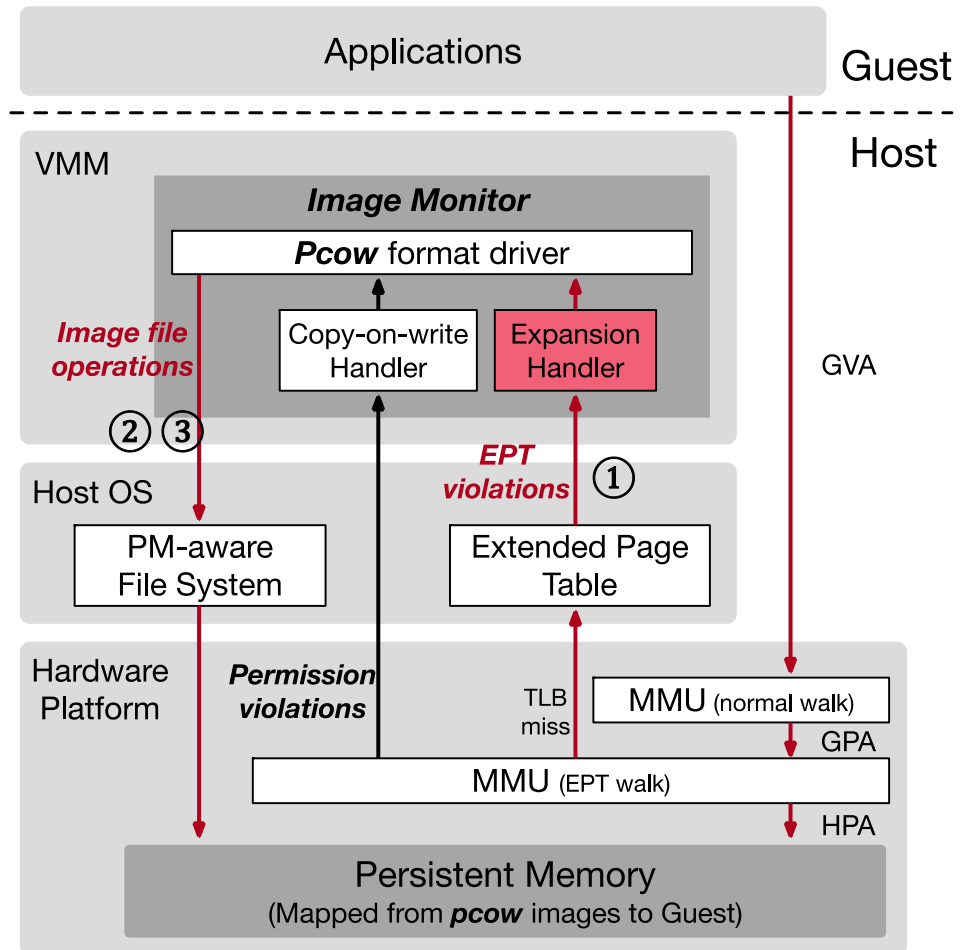 Applications
Guest
Host
VMM
Image Monitor
Pcow format driver
Image file
operations
Copy-on-write
Handler
Expansion
Handler
GVA
② ③
EPT
violations
①
Host OS
PM-aware
File System
Extended Page
Table
Hardware
Platform
Permission
violations
TLB
miss
MMU (normal walk)
GPA
MMU (EPT walk)
HPA
Persistent Memory
(Mapped from pcow images to Guest)